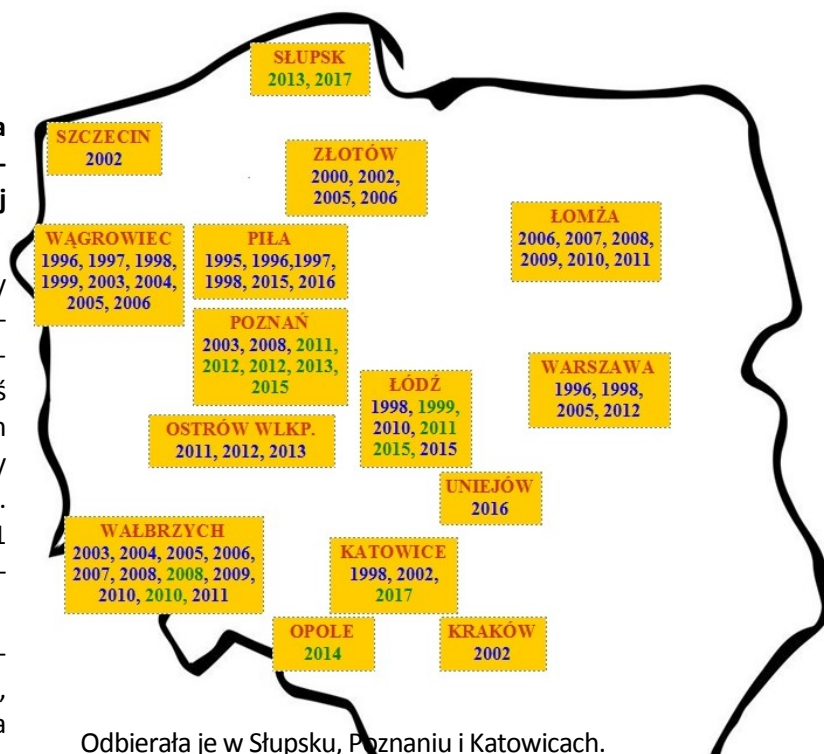 SŁUPSK
2013, 2017
SZCZECIN
2002
ZŁOTÓW
2000, 2002,
2005, 2006
ŁOMŻA
2006, 2007, 2008,
2009, 2010, 2011
WĄGROWIEC
1996, 1997, 1998,
1999, 2003, 2004,
2005, 2006
PIŁA
1995, 1996,1997,
1998, 2015, 2016
POZNAŃ
2003, 2008, 2011,
2012, 2012, 2013,
2015
ŁÓDŹ
1998, 1999,
2010, 2011
2015, 2015
WARSZAWA
1996, 1998,
2005, 2012
OSTRÓW WLKP.
2011, 2012, 2013
UNIEJÓW
2016
WAŁBRZYCH
2003, 2004, 2005, 2006,
2007, 2008, 2008, 2009,
2010, 2010, 2011
KATOWICE
1998, 2002,
2017
OPOLE
2014
KRAKÓW
2002
Odbierała je w Słupsku, Poznaniu i Katowicach.